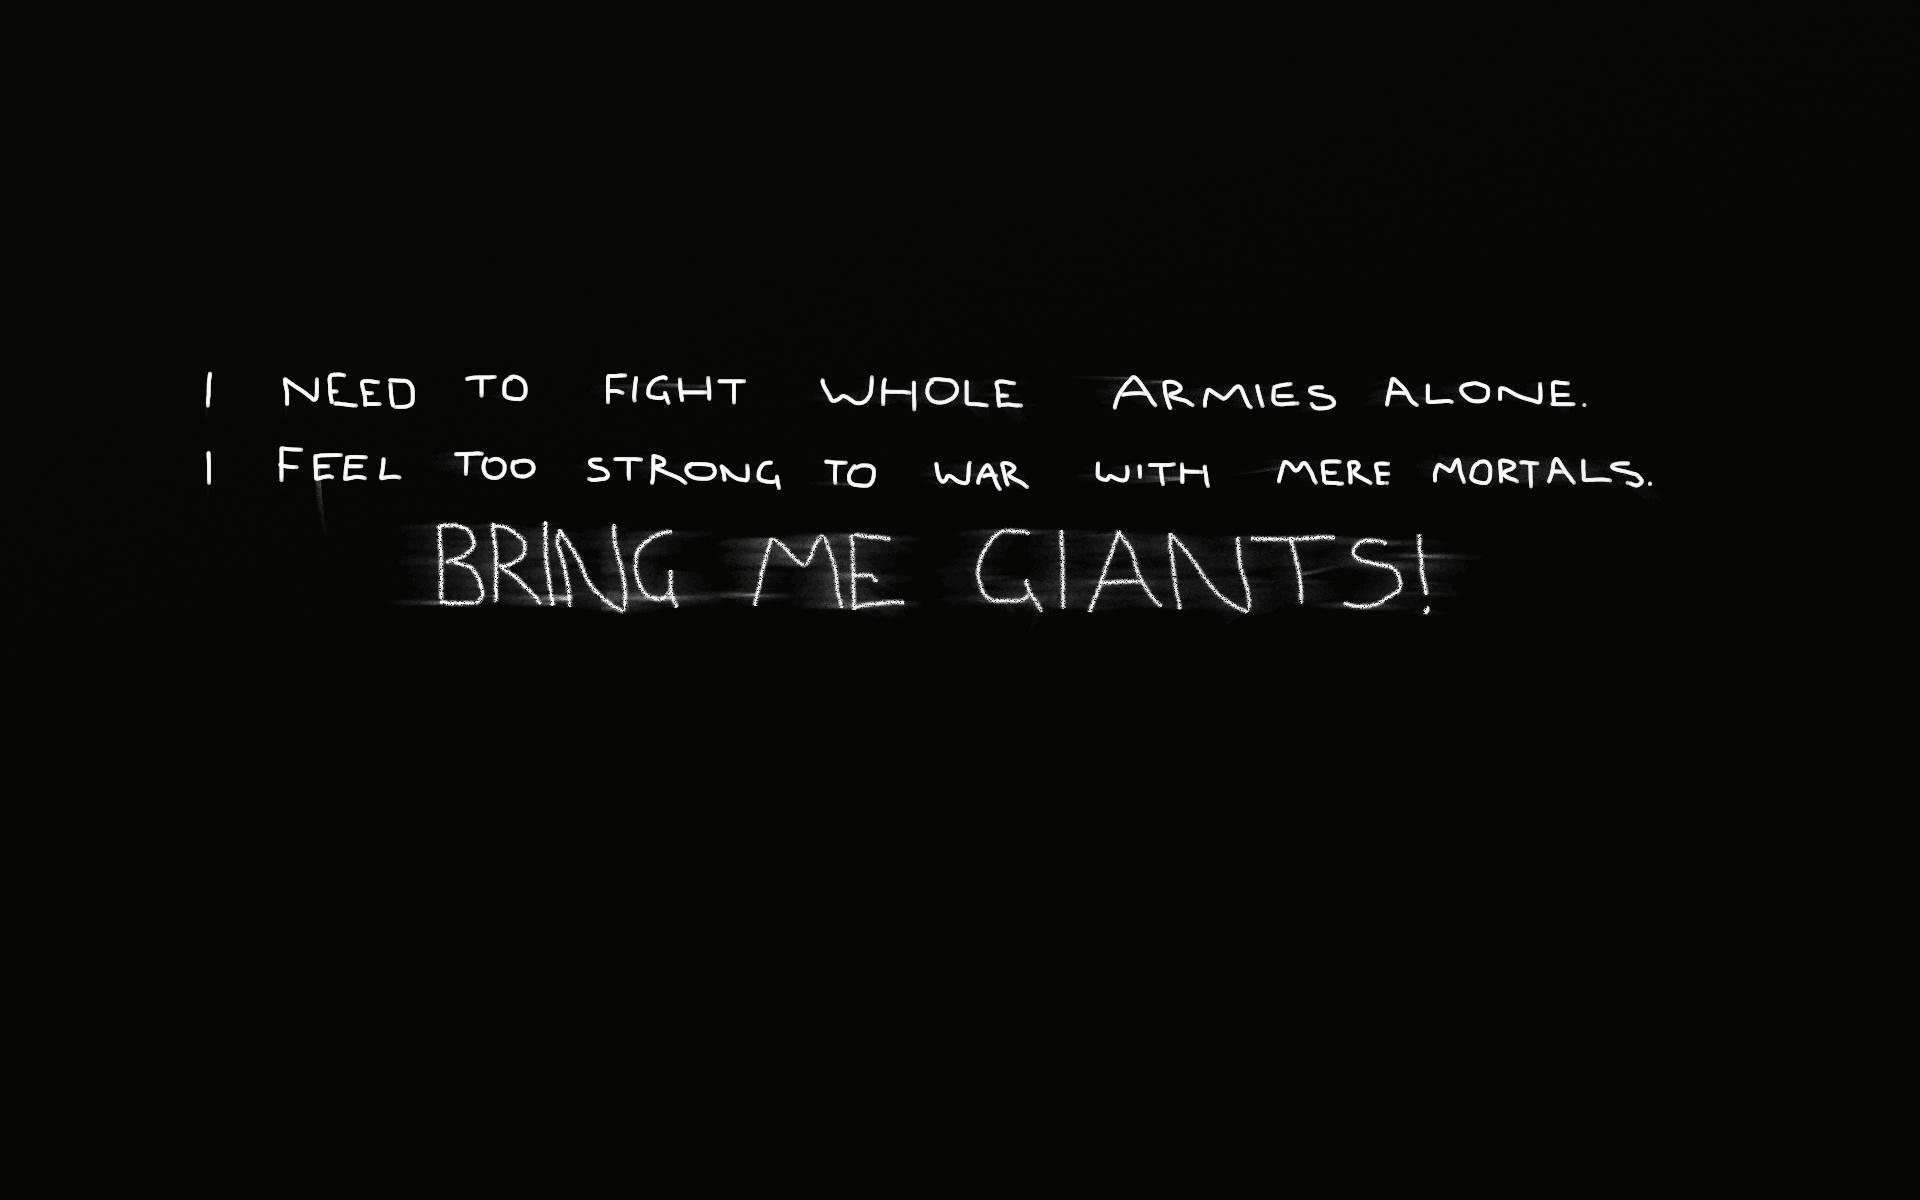 I NEED TO FIGHT WHOLE ARMIES ALONE.
I FEEL TOO STRONG TO WAR WITH MERE MORTALS.
BRING ME GIANTS!